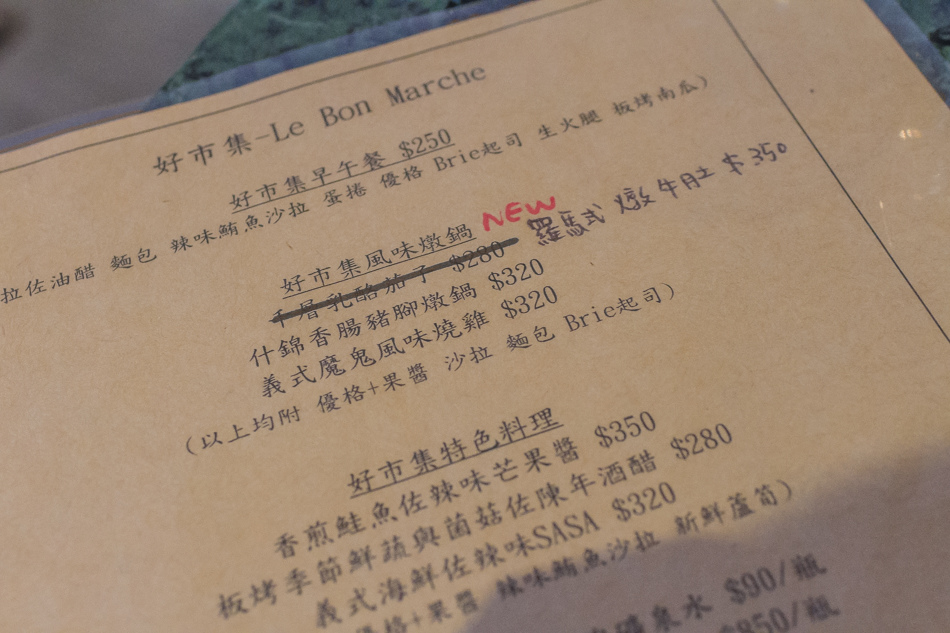 好市集-Le Bon Marche
好市集早午餐 $250
拉佐油醋 麵包 辣味鮪魚沙拉 蛋捲 優格 Brie起司 生火腿 板烤南瓜)
好市集風味燉鍋 NEW
千層乳酪茄子 $280 羅馬式 燉牛肚 $350
什錦香腸豬腳燉鍋 $320
義式魔鬼風味燒雞 $320
(以上均附 優格+果醬 沙拉 麵包 Brie起司)
好市集特色料理
香煎鮭魚佐辣味芒果醬 $350
板烤季節鮮蔬與菌菇佐陳年酒醋 $280
義式海鮮佐辣味SASA $320
優格+果醬 辣味鮪魚沙拉 新鮮蘆筍)
礦泉水 $90/瓶
$850/瓶